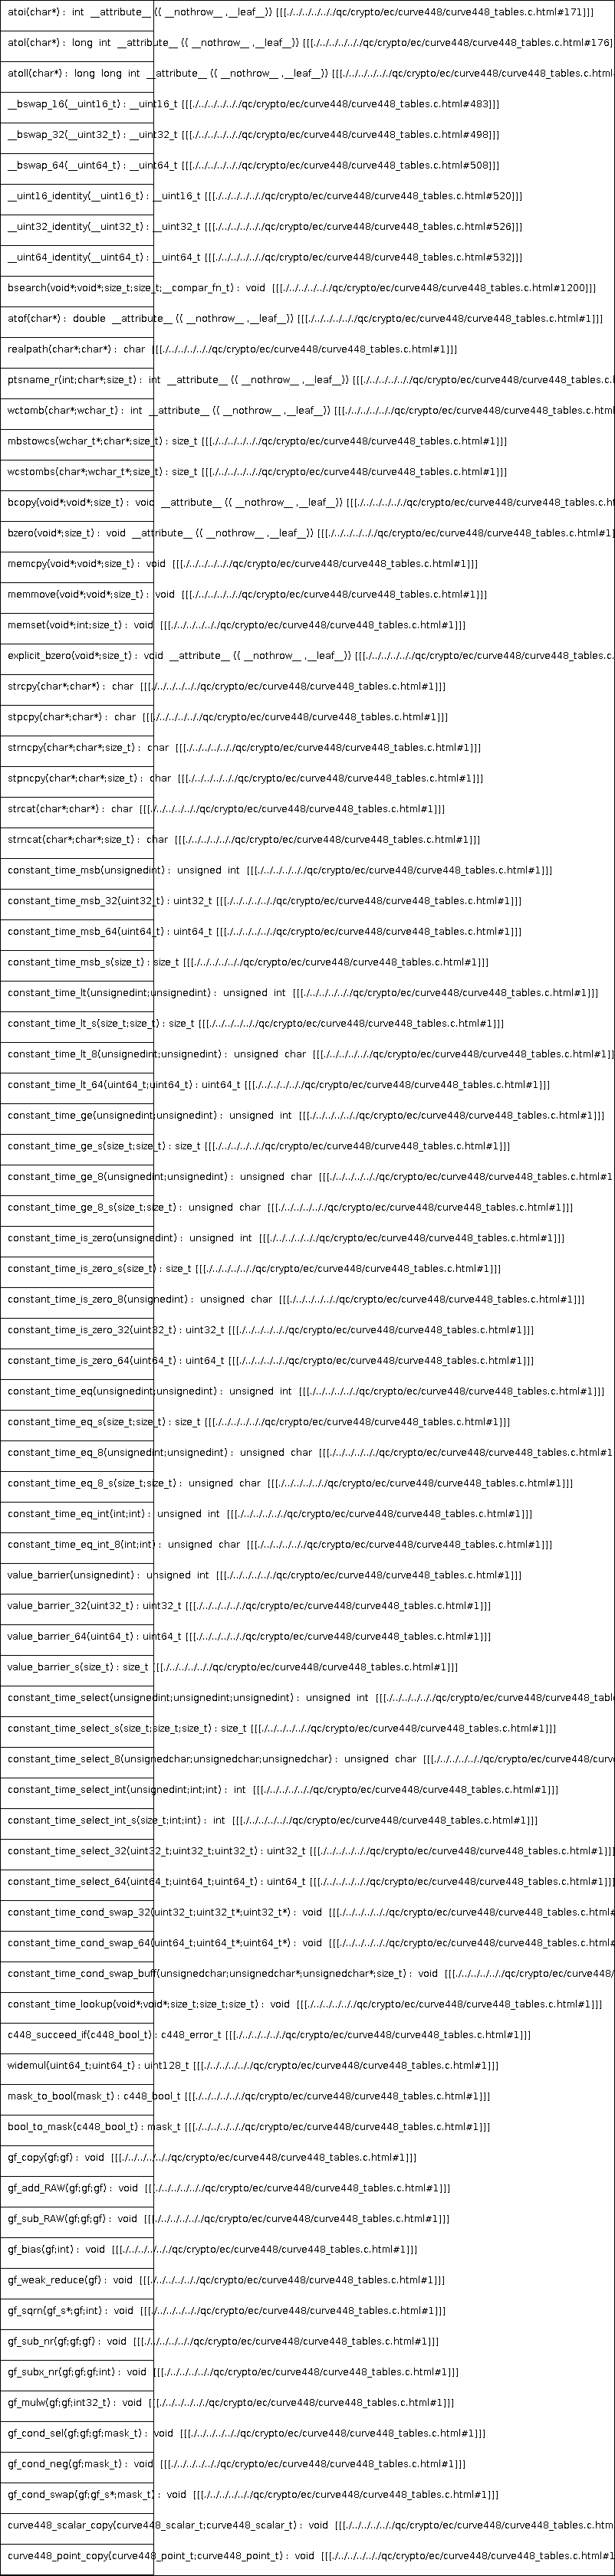 atoi(char*) : int __attribute__ (( __nothrow__ ,__leaf__)) [[[./../../../../qc/crypto/ec/curve448/curve448_tables.c.html#171]]]
atol(char*) : long int __attribute__ (( __nothrow__ ,__leaf__)) [[[./../../../../qc/crypto/ec/curve448/curve448_tables.c.html#176]
atoll(char*) : long long int __attribute__ (( __nothrow__ ,__leaf__)) [[[./../../../../qc/crypto/ec/curve448/curve448_tables.c.html
__bswap_16(__uint16_t) : __uint16_t [[[./../../../../qc/crypto/ec/curve448/curve448_tables.c.html#483]]]
__bswap_32(__uint32_t) : __uint32_t [[[./../../../../qc/crypto/ec/curve448/curve448_tables.c.html#498]]]
__bswap_64(__uint64_t) : __uint64_t [[[./../../../../qc/crypto/ec/curve448/curve448_tables.c.html#508]]]
__uint16_identity(__uint16_t) : __uint16_t [[[./../../../../qc/crypto/ec/curve448/curve448_tables.c.html#520]]]
__uint32_identity(__uint32_t) : __uint32_t [[[./../../../../qc/crypto/ec/curve448/curve448_tables.c.html#526]]]
__uint64_identity(__uint64_t) : __uint64_t [[[./../../../../qc/crypto/ec/curve448/curve448_tables.c.html#532]]]
bsearch(void*;void*;size_t;size_t;__compar_fn_t) : void [[[./../../../../qc/crypto/ec/curve448/curve448_tables.c.html#1200]]]
atof(char*) : double __attribute__ (( __nothrow__ ,__leaf__)) [[[./../../../../qc/crypto/ec/curve448/curve448_tables.c.html#1]]]
realpath(char*;char*) : char [[[./../../../../qc/crypto/ec/curve448/curve448_tables.c.html#1]]]
ptsname_r(int;char*;size_t) : int __attribute__ (( __nothrow__ ,__leaf__)) [[[./../../../../qc/crypto/ec/curve448/curve448_tables.c.h
wctomb(char*;wchar_t) : int __attribute__ (( __nothrow__ ,__leaf__)) [[[./../../../../qc/crypto/ec/curve448/curve448_tables.c.html
mbstowcs(wchar_t*;char*;size_t) : size_t [[[./../../../../qc/crypto/ec/curve448/curve448_tables.c.html#1]]]
wcstombs(char*;wchar_t*;size_t) : size_t [[[./../../../../qc/crypto/ec/curve448/curve448_tables.c.html#1]]]
bcopy(void*;void*;size_t) : void __attribute__ (( __nothrow__ ,__leaf__)) [[[./../../../../qc/crypto/ec/curve448/curve448_tables.c.ht
bzero(void*;size_t) : void __attribute__ (( __nothrow__ ,__leaf__)) [[[./../../../../qc/crypto/ec/curve448/curve448_tables.c.html#1]
memcpy(void*;void*;size_t) : void [[[./../../../../qc/crypto/ec/curve448/curve448_tables.c.html#1]]]
memmove(void*;void*;size_t) : void [[[./../../../../qc/crypto/ec/curve448/curve448_tables.c.html#1]]]
memset(void*;int;size_t) : void [[[./../../../../qc/crypto/ec/curve448/curve448_tables.c.html#1]]]
explicit_bzero(void*;size_t) : void __attribute__ (( __nothrow__ ,__leaf__)) [[[./../../../../qc/crypto/ec/curve448/curve448_tables.c.
strcpy(char*;char*) : char [[[./../../../../qc/crypto/ec/curve448/curve448_tables.c.html#1]]]
stpcpy(char*;char*) : char [[[./../../../../qc/crypto/ec/curve448/curve448_tables.c.html#1]]]
strncpy(char*;char*;size_t) : char [[[./../../../../qc/crypto/ec/curve448/curve448_tables.c.html#1]]]
stpncpy(char*;char*;size_t) : char [[[./../../../../qc/crypto/ec/curve448/curve448_tables.c.html#1]]]
strcat(char*;char*) : char [[[./../../../../qc/crypto/ec/curve448/curve448_tables.c.html#1]]]
strncat(char*;char*;size_t) : char [[[./../../../../qc/crypto/ec/curve448/curve448_tables.c.html#1]]]
constant_time_msb(unsignedint) : unsigned int [[[./../../../../qc/crypto/ec/curve448/curve448_tables.c.html#1]]]
constant_time_msb_32(uint32_t) : uint32_t [[[./../../../../qc/crypto/ec/curve448/curve448_tables.c.html#1]]]
constant_time_msb_64(uint64_t) : uint64_t [[[./../../../../qc/crypto/ec/curve448/curve448_tables.c.html#1]]]
constant_time_msb_s(size_t) : size_t [[[./../../../../qc/crypto/ec/curve448/curve448_tables.c.html#1]]]
constant_time_lt(unsignedint;unsignedint) : unsigned int [[[./../../../../qc/crypto/ec/curve448/curve448_tables.c.html#1]]]
constant_time_lt_s(size_t;size_t) : size_t [[[./../../../../qc/crypto/ec/curve448/curve448_tables.c.html#1]]]
constant_time_lt_8(unsignedint;unsignedint) : unsigned char [[[./../../../../qc/crypto/ec/curve448/curve448_tables.c.html#1]]
constant_time_lt_64(uint64_t;uint64_t) : uint64_t [[[./../../../../qc/crypto/ec/curve448/curve448_tables.c.html#1]]]
constant_time_ge(unsignedint;unsignedint) : unsigned int [[[./../../../../qc/crypto/ec/curve448/curve448_tables.c.html#1]]]
constant_time_ge_s(size_t;size_t) : size_t [[[./../../../../qc/crypto/ec/curve448/curve448_tables.c.html#1]]]
constant_time_ge_8(unsignedint;unsignedint) : unsigned char [[[./../../../../qc/crypto/ec/curve448/curve448_tables.c.html#1
constant_time_ge_8_s(size_t;size_t) : unsigned char [[[./../../../../qc/crypto/ec/curve448/curve448_tables.c.html#1]]]
constant_time_is_zero(unsignedint) : unsigned int [[[./../../../../qc/crypto/ec/curve448/curve448_tables.c.html#1]]]
constant_time_is_zero_s(size_t) : size_t [[[./../../../../qc/crypto/ec/curve448/curve448_tables.c.html#1]]]
constant_time_is_zero_8(unsignedint) : unsigned char [[[./../../../../qc/crypto/ec/curve448/curve448_tables.c.html#1]]]
constant_time_is_zero_32(uint32_t) : uint32_t [[[./../../../../qc/crypto/ec/curve448/curve448_tables.c.html#1]]]
constant_time_is_zero_64(uint64_t) : uint64_t [[[./../../../../qc/crypto/ec/curve448/curve448_tables.c.html#1]]]
constant_time_eq(unsignedint;unsignedint) : unsigned int [[[./../../../../qc/crypto/ec/curve448/curve448_tables.c.html#1]]]
constant_time_eq_s(size_t;size_t) : size_t [[[./../../../../qc/crypto/ec/curve448/curve448_tables.c.html#1]]]
constant_time_eq_8(unsignedint;unsignedint) : unsigned char [[[./../../../../qc/crypto/ec/curve448/curve448_tables.c.html#1
constant_time_eq_8_s(size_t;size_t) : unsigned char [[[./../../../../qc/crypto/ec/curve448/curve448_tables.c.html#1]]]
constant_time_eq_int(int;int) : unsigned int [[[./../../../../qc/crypto/ec/curve448/curve448_tables.c.html#1]]]
constant_time_eq_int_8(int;int) : unsigned char [[[./../../../../qc/crypto/ec/curve448/curve448_tables.c.html#1]]]
value_barrier(unsignedint) : unsigned int [[[./../../../../qc/crypto/ec/curve448/curve448_tables.c.html#1]]]
value_barrier_32(uint32_t) : uint32_t [[[./../../../../qc/crypto/ec/curve448/curve448_tables.c.html#1]]]
value_barrier_64(uint64_t) : uint64_t [[[./../../../../qc/crypto/ec/curve448/curve448_tables.c.html#1]]]
value_barrier_s(size_t) : size_t [[[./../../../../qc/crypto/ec/curve448/curve448_tables.c.html#1]]]
constant_time_select(unsignedint;unsignedint;unsignedint) : unsigned int [[[./../../../../qc/crypto/ec/curve448/curve448_table
constant_time_select_s(size_t;size_t;size_t) : size_t [[[./../../../../qc/crypto/ec/curve448/curve448_tables.c.html#1]]]
constant_time_select_8(unsignedchar;unsignedchar;unsignedchar) : unsigned char [[[./../../../../qc/crypto/ec/curve448/curve
constant_time_select_int(unsignedint;int;int) : int [[[./../../../../qc/crypto/ec/curve448/curve448_tables.c.html#1]]]
constant_time_select_int_s(size_t;int;int) : int [[[./../../../../qc/crypto/ec/curve448/curve448_tables.c.html#1]]]
constant_time_select_32(uint32_t;uint32_t;uint32_t) : uint32_t [[[./../../../../qc/crypto/ec/curve448/curve448_tables.c.html#1]]]
constant_time_select_64(uint64_t;uint64_t;uint64_t) : uint64_t [[[./../../../../qc/crypto/ec/curve448/curve448_tables.c.html#1]]]
constant_time_cond_swap_32(uint32_t;uint32_t*;uint32_t*) : void [[[./../../../../qc/crypto/ec/curve448/curve448_tables.c.html#
constant_time_cond_swap_64(uint64_t;uint64_t*;uint64_t*) : void [[[./../../../../qc/crypto/ec/curve448/curve448_tables.c.html#
constant_time_cond_swap_buff(unsignedchar;unsignedchar*;unsignedchar*;size_t) : void [[[./../../../../qc/crypto/ec/curve448/
constant_time_lookup(void*;void*;size_t;size_t;size_t) : void [[[./../../../../qc/crypto/ec/curve448/curve448_tables.c.html#1]]]
c448_succeed_if(c448_bool_t) : c448_error_t [[[./../../../../qc/crypto/ec/curve448/curve448_tables.c.html#1]]]
widemul(uint64_t;uint64_t) : uint128_t [[[./../../../../qc/crypto/ec/curve448/curve448_tables.c.html#1]]]
mask_to_bool(mask_t) : c448_bool_t [[[./../../../../qc/crypto/ec/curve448/curve448_tables.c.html#1]]]
bool_to_mask(c448_bool_t) : mask_t [[[./../../../../qc/crypto/ec/curve448/curve448_tables.c.html#1]]]
gf_copy(gf;gf) : void [[[./../../../../qc/crypto/ec/curve448/curve448_tables.c.html#1]]]
gf_add_RAW(gf;gf;gf) : void [[[./../../../../qc/crypto/ec/curve448/curve448_tables.c.html#1]]]
gf_sub_RAW(gf;gf;gf) : void [[[./../../../../qc/crypto/ec/curve448/curve448_tables.c.html#1]]]
gf_bias(gf;int) : void [[[./../../../../qc/crypto/ec/curve448/curve448_tables.c.html#1]]]
gf_weak_reduce(gf) : void [[[./../../../../qc/crypto/ec/curve448/curve448_tables.c.html#1]]]
gf_sqrn(gf_s*;gf;int) : void [[[./../../../../qc/crypto/ec/curve448/curve448_tables.c.html#1]]]
gf_sub_nr(gf;gf;gf) : void [[[./../../../../qc/crypto/ec/curve448/curve448_tables.c.html#1]]]
gf_subx_nr(gf;gf;gf;int) : void [[[./../../../../qc/crypto/ec/curve448/curve448_tables.c.html#1]]]
gf_mulw(gf;gf;int32_t) : void [[[./../../../../qc/crypto/ec/curve448/curve448_tables.c.html#1]]]
gf_cond_sel(gf;gf;gf;mask_t) : void [[[./../../../../qc/crypto/ec/curve448/curve448_tables.c.html#1]]]
gf_cond_neg(gf;mask_t) : void [[[./../../../../qc/crypto/ec/curve448/curve448_tables.c.html#1]]]
gf_cond_swap(gf;gf_s*;mask_t) : void [[[./../../../../qc/crypto/ec/curve448/curve448_tables.c.html#1]]]
curve448_scalar_copy(curve448_scalar_t;curve448_scalar_t) : void [[[./../../../../qc/crypto/ec/curve448/curve448_tables.c.htm
curve448_point_copy(curve448_point_t;curve448_point_t) : void [[[./../../../../qc/crypto/ec/curve448/curve448_tables.c.html#1